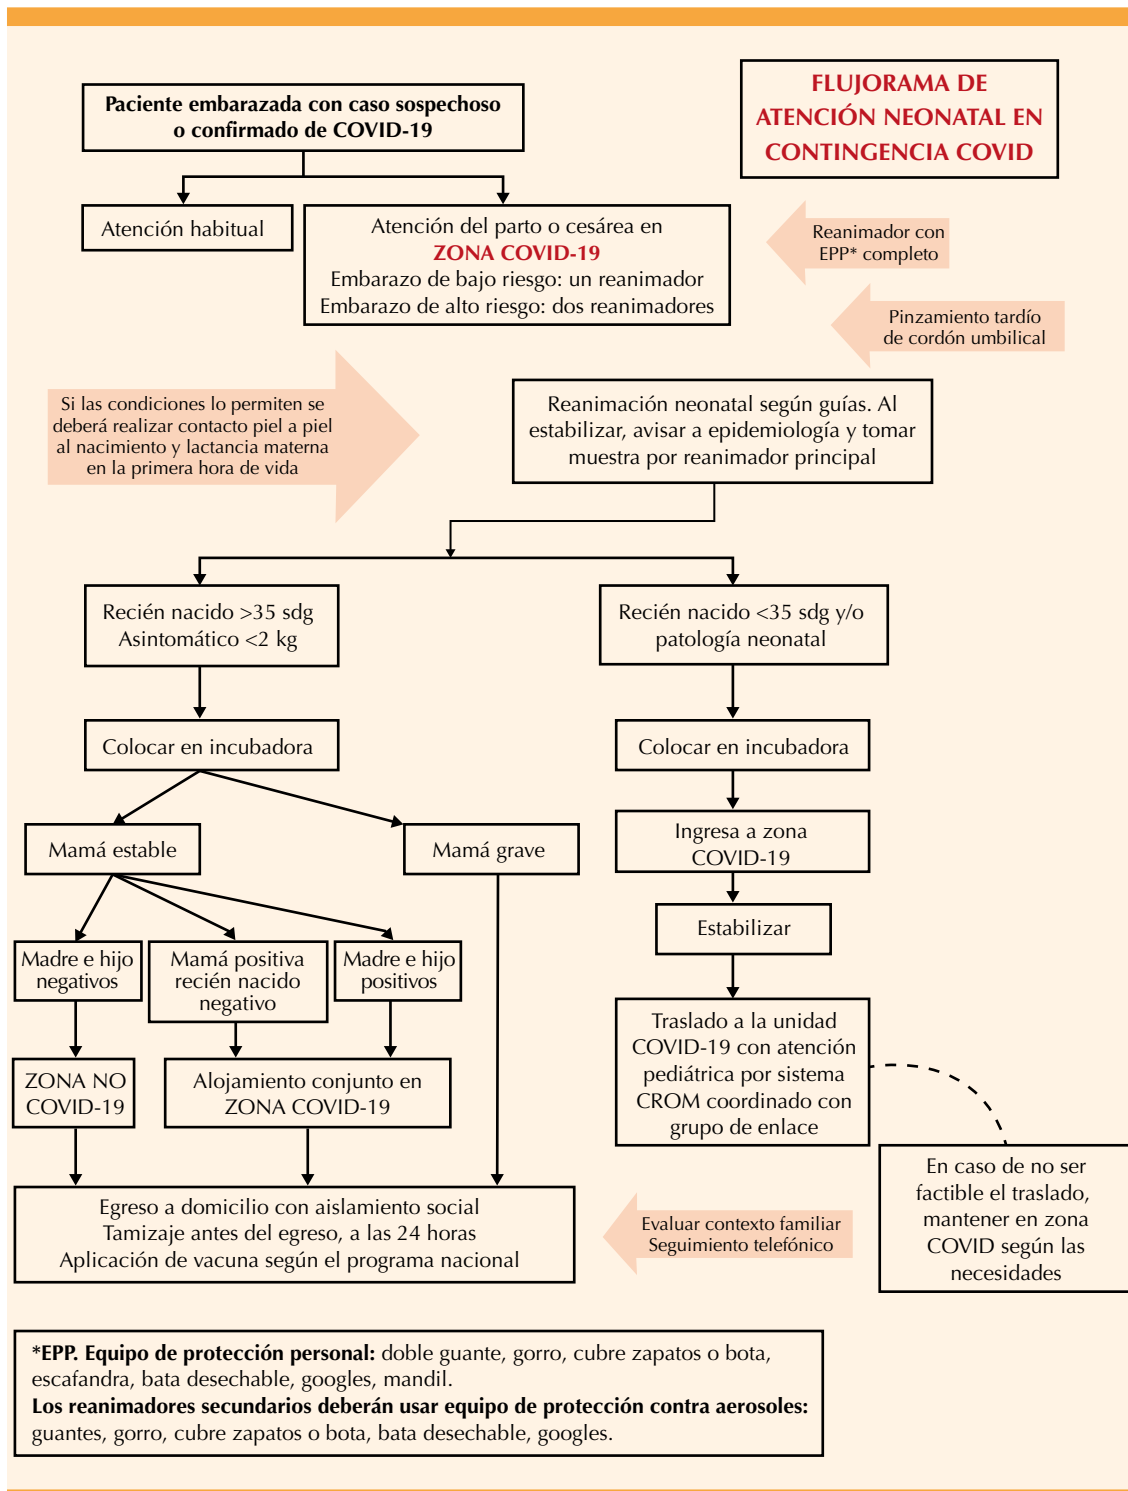 FLUJORAMA DE
ATENCIÓN NEONATAL EN
CONTINGENCIA COVID
Paciente embarazada con caso sospechoso
o confirmado de COVID-19
Atención habitual
Atención del parto o cesárea en
ZONA COVID-19
Embarazo de bajo riesgo: un reanimador
Embarazo de alto riesgo: dos reanimadores
Reanimador con
EPP* completo
Pinzamiento tardío
de cordón umbilical
Si las condiciones lo permiten se
deberá realizar contacto piel a piel
al nacimiento y lactancia materna
en la primera hora de vida
Reanimación neonatal según guías. Al
estabilizar, avisar a epidemiología y tomar
muestra por reanimador principal
Recién nacido >35 sdg
Asintomático <2 kg
Recién nacido <35 sdg y/o
patología neonatal
Colocar en incubadora
Colocar en incubadora
Mamá estable
Mamá grave
Ingresa a zona
COVID-19
Estabilizar
Madre e hijo
negativos
Mamá positiva
recién nacido
negativo
Madre e hijo
positivos
ZONA NO
COVID-19
Alojamiento conjunto en
ZONA COVID-19
Traslado a la unidad
COVID-19 con atención
pediátrica por sistema
CROM coordinado con
grupo de enlace
En caso de no ser
factible el traslado,
mantener en zona
COVID según las
necesidades
Egreso a domicilio con aislamiento social
Tamizaje antes del egreso, a las 24 horas
Aplicación de vacuna según el programa nacional
Evaluar contexto familiar
Seguimiento telefónico
*EPP. Equipo de protección personal: doble guante, gorro, cubre zapatos o bota,
escafandra, bata desechable, googles, mandil.
Los reanimadores secundarios deberán usar equipo de protección contra aerosoles:
guantes, gorro, cubre zapatos o bota, bata desechable, googles.